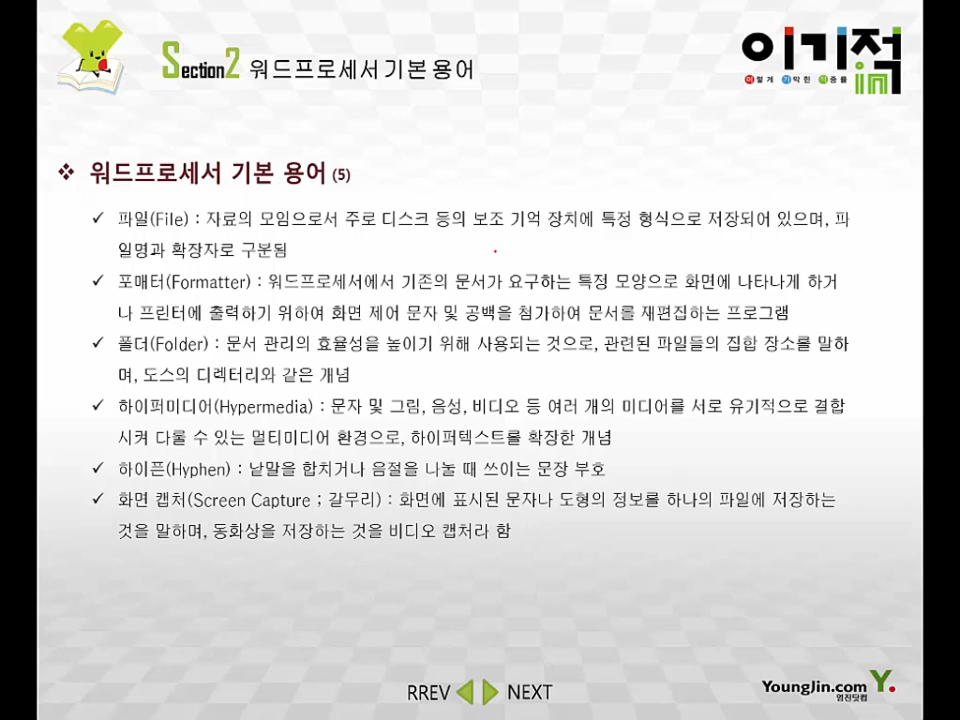 Section2 워드프로세서 기본 용어
이기적in
이렇게 기막힌 적중률
❖ 워드프로세서 기본 용어 (5)
✓ 파일(File) : 자료의 모임으로서 주로 디스크 등의 보조 기억 장치에 특정 형식으로 저장되어 있으며, 파
일명과 확장자로 구분됨
✓ 포매터(Formatter) : 워드프로세서에서 기존의 문서가 요구하는 특정 모양으로 화면에 나타나게 하거
나 프린터에 출력하기 위하여 화면 제어 문자 및 공백을 첨가하여 문서를 재편집하는 프로그램
✓ 폴더(Folder) : 문서 관리의 효율성을 높이기 위해 사용되는 것으로, 관련된 파일들의 집합 장소를 말하
며, 도스의 디렉터리와 같은 개념
✓ 하이퍼미디어(Hypermedia) : 문자 및 그림, 음성, 비디오 등 여러 개의 미디어를 서로 유기적으로 결합
시켜 다룰 수 있는 멀티미디어 환경으로, 하이퍼텍스트를 확장한 개념
✓ 하이픈(Hyphen) : 낱말을 합치거나 음절을 나눌 때 쓰이는 문장 부호
✓ 화면 캡처(Screen Capture ; 갈무리) : 화면에 표시된 문자나 도형의 정보를 하나의 파일에 저장하는
것을 말하며, 동화상을 저장하는 것을 비디오 캡처라 함
RREV NEXT
YoungJin.com Y.
영진닷컴